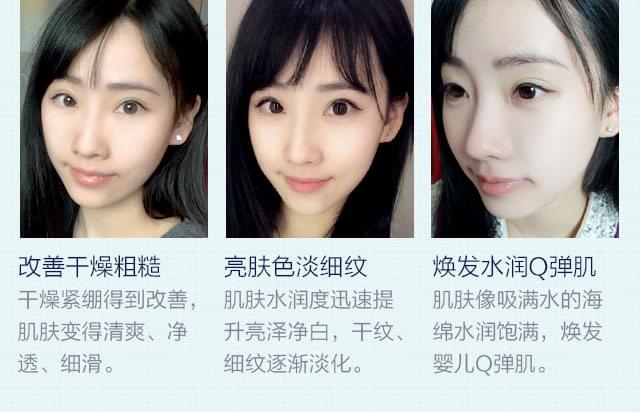 改善干燥粗糙
干燥紧绷得到改善，
肌肤变得清爽、净
透、细滑。
亮肤色淡细纹
肌肤水润度迅速提
升亮泽净白，干纹、
细纹逐渐淡化。
焕发水润Q弹肌
肌肤像吸满水的海
绵水润饱满，焕发
婴儿Q弹肌。